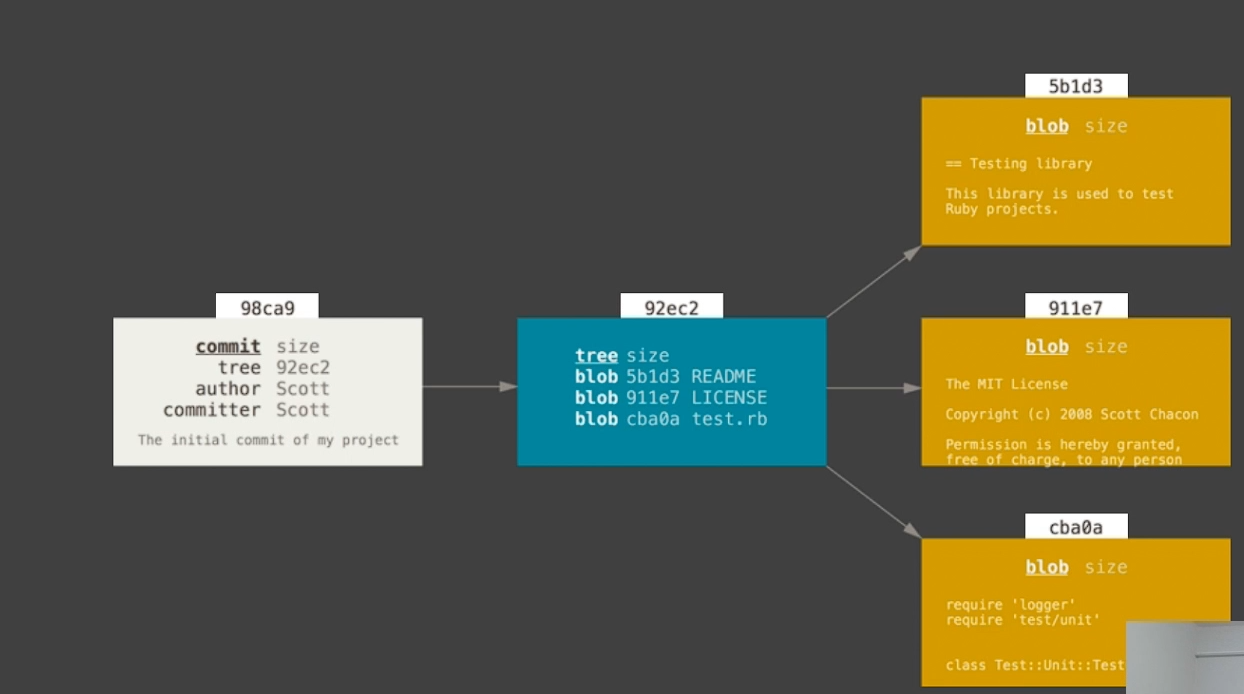 98ca9
commit size
tree 92ec2
author Scott
committer Scott
The initial commit of my project
92ec2
tree size
blob 5b1d3 README
blob 911e7 LICENSE
blob cba0a test.rb
5b1d3
blob size
== Testing library
This library is used to test
Ruby projects.
911e7
blob size
The MIT License
Copyright (c) 2008 Scott Chacon
Permission is hereby granted,
free of charge, to any person
cba0a
blob size
require 'logger'
require 'test/unit'
class Test::Unit::Test